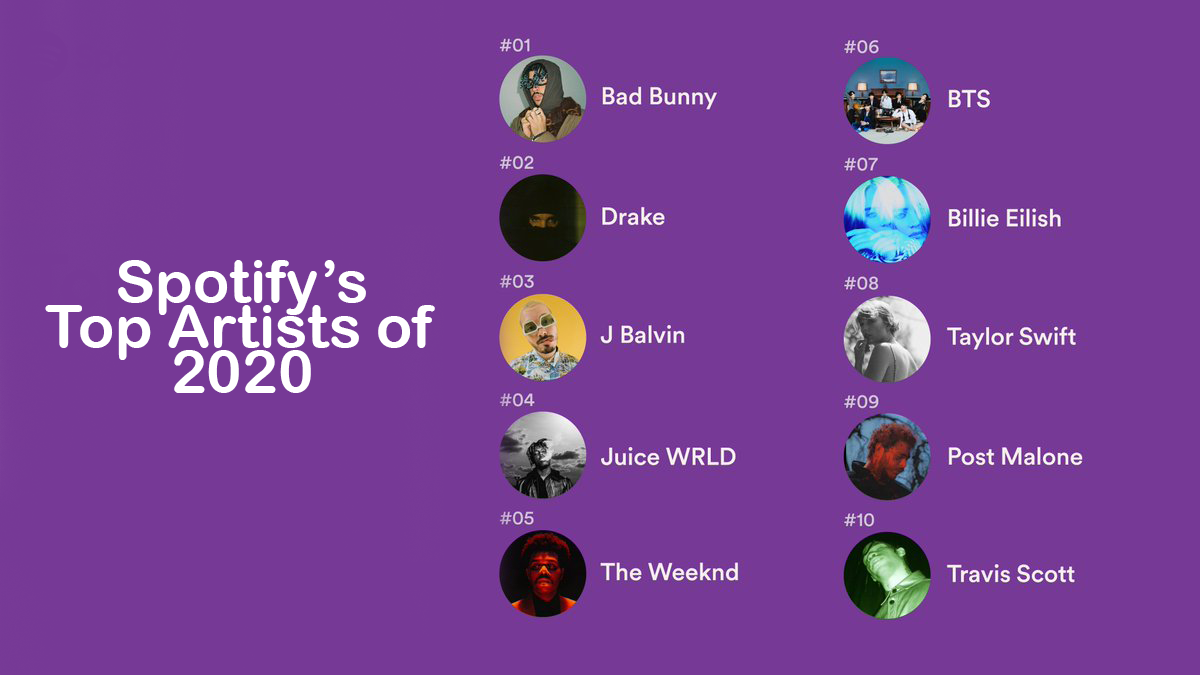 Spotify’s
Top Artists of
2020
#01
Bad Bunny
#02
Drake
#03
J Balvin
#04
Juice WRLD
#05
The Weeknd
#06
BTS
#07
Billie Eilish
#08
Taylor Swift
#09
Post Malone
#10
Travis Scott